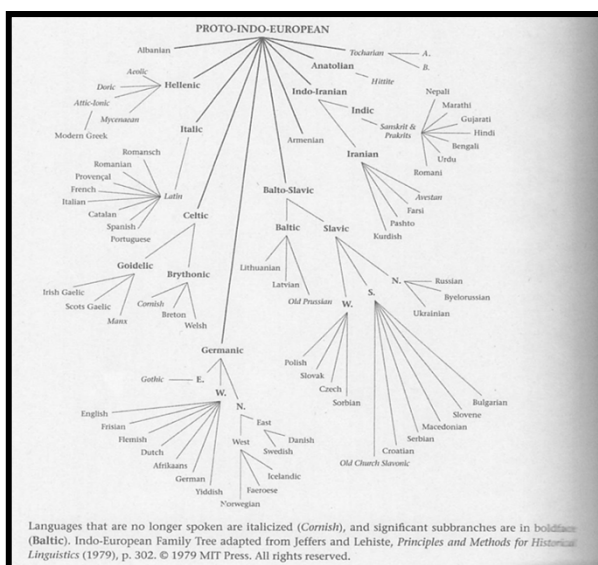 PROTO-INDO-EUROPEAN
Albanian
Tocharian
A.
B.
Anatolian
Hittite
Aeolic
Doric
Hellenic
Attic-Ionic
Mycenaean
Modern Greek
Indo-Iranian
Indic
Sanskrit &
Prakrits
Nepali
Marathi
Gujarati
Hindi
Bengali
Urdu
Romani
Italic
Armenian
Iranian
Avestan
Farsi
Pashto
Kurdish
Romansch
Romanian
Provençal
French
Italian
Catalan
Spanish
Portuguese
Latin
Balto-Slavic
Celtic
Baltic
Slavic
Goidelic
Brythonic
Irish Gaelic
Scots Gaelic
Manx
Cornish
Breton
Welsh
Lithuanian
Latvian
Old Prussian
W.
S.
N.
Russian
Byelorussian
Ukrainian
Polish
Slovak
Czech
Sorbian
Bulgarian
Slovene
Macedonian
Serbian
Croatian
Old Church Slavonic
Germanic
Gothic
E.
W.
N.
English
Frisian
Flemish
Dutch
Afrikaans
German
Yiddish
East
Danish
Swedish
West
Icelandic
Faeroese
Norwegian
Languages that are no longer spoken are italicized (Cornish), and significant subbranches are in boldface
(Baltic). Indo-European Family Tree adapted from Jeffers and Lehiste, Principles and Methods for Historical
Linguistics (1979), p. 302. © 1979 MIT Press. All rights reserved.